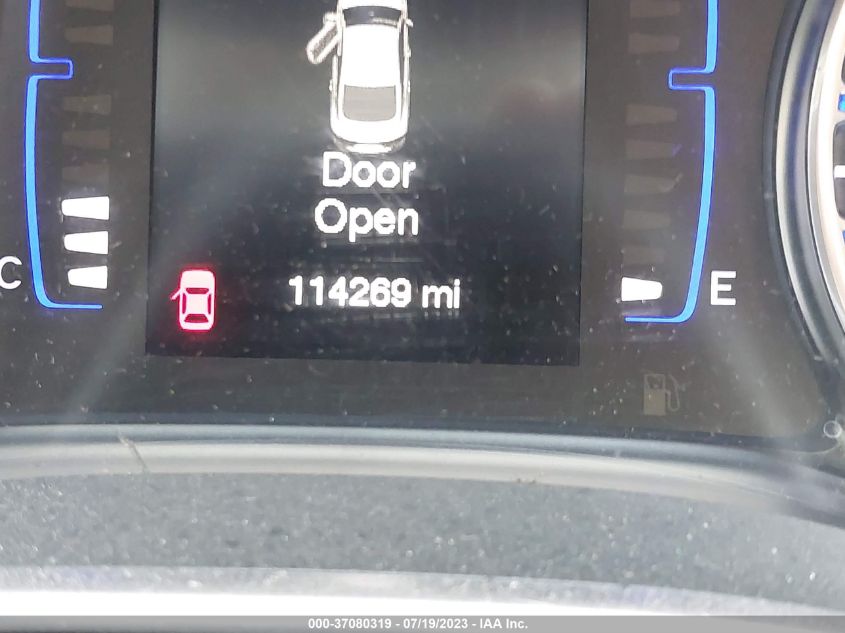 Door
Open
C
114269 mi
E
000-37080319 - 07/19/2023 - IAA Inc.